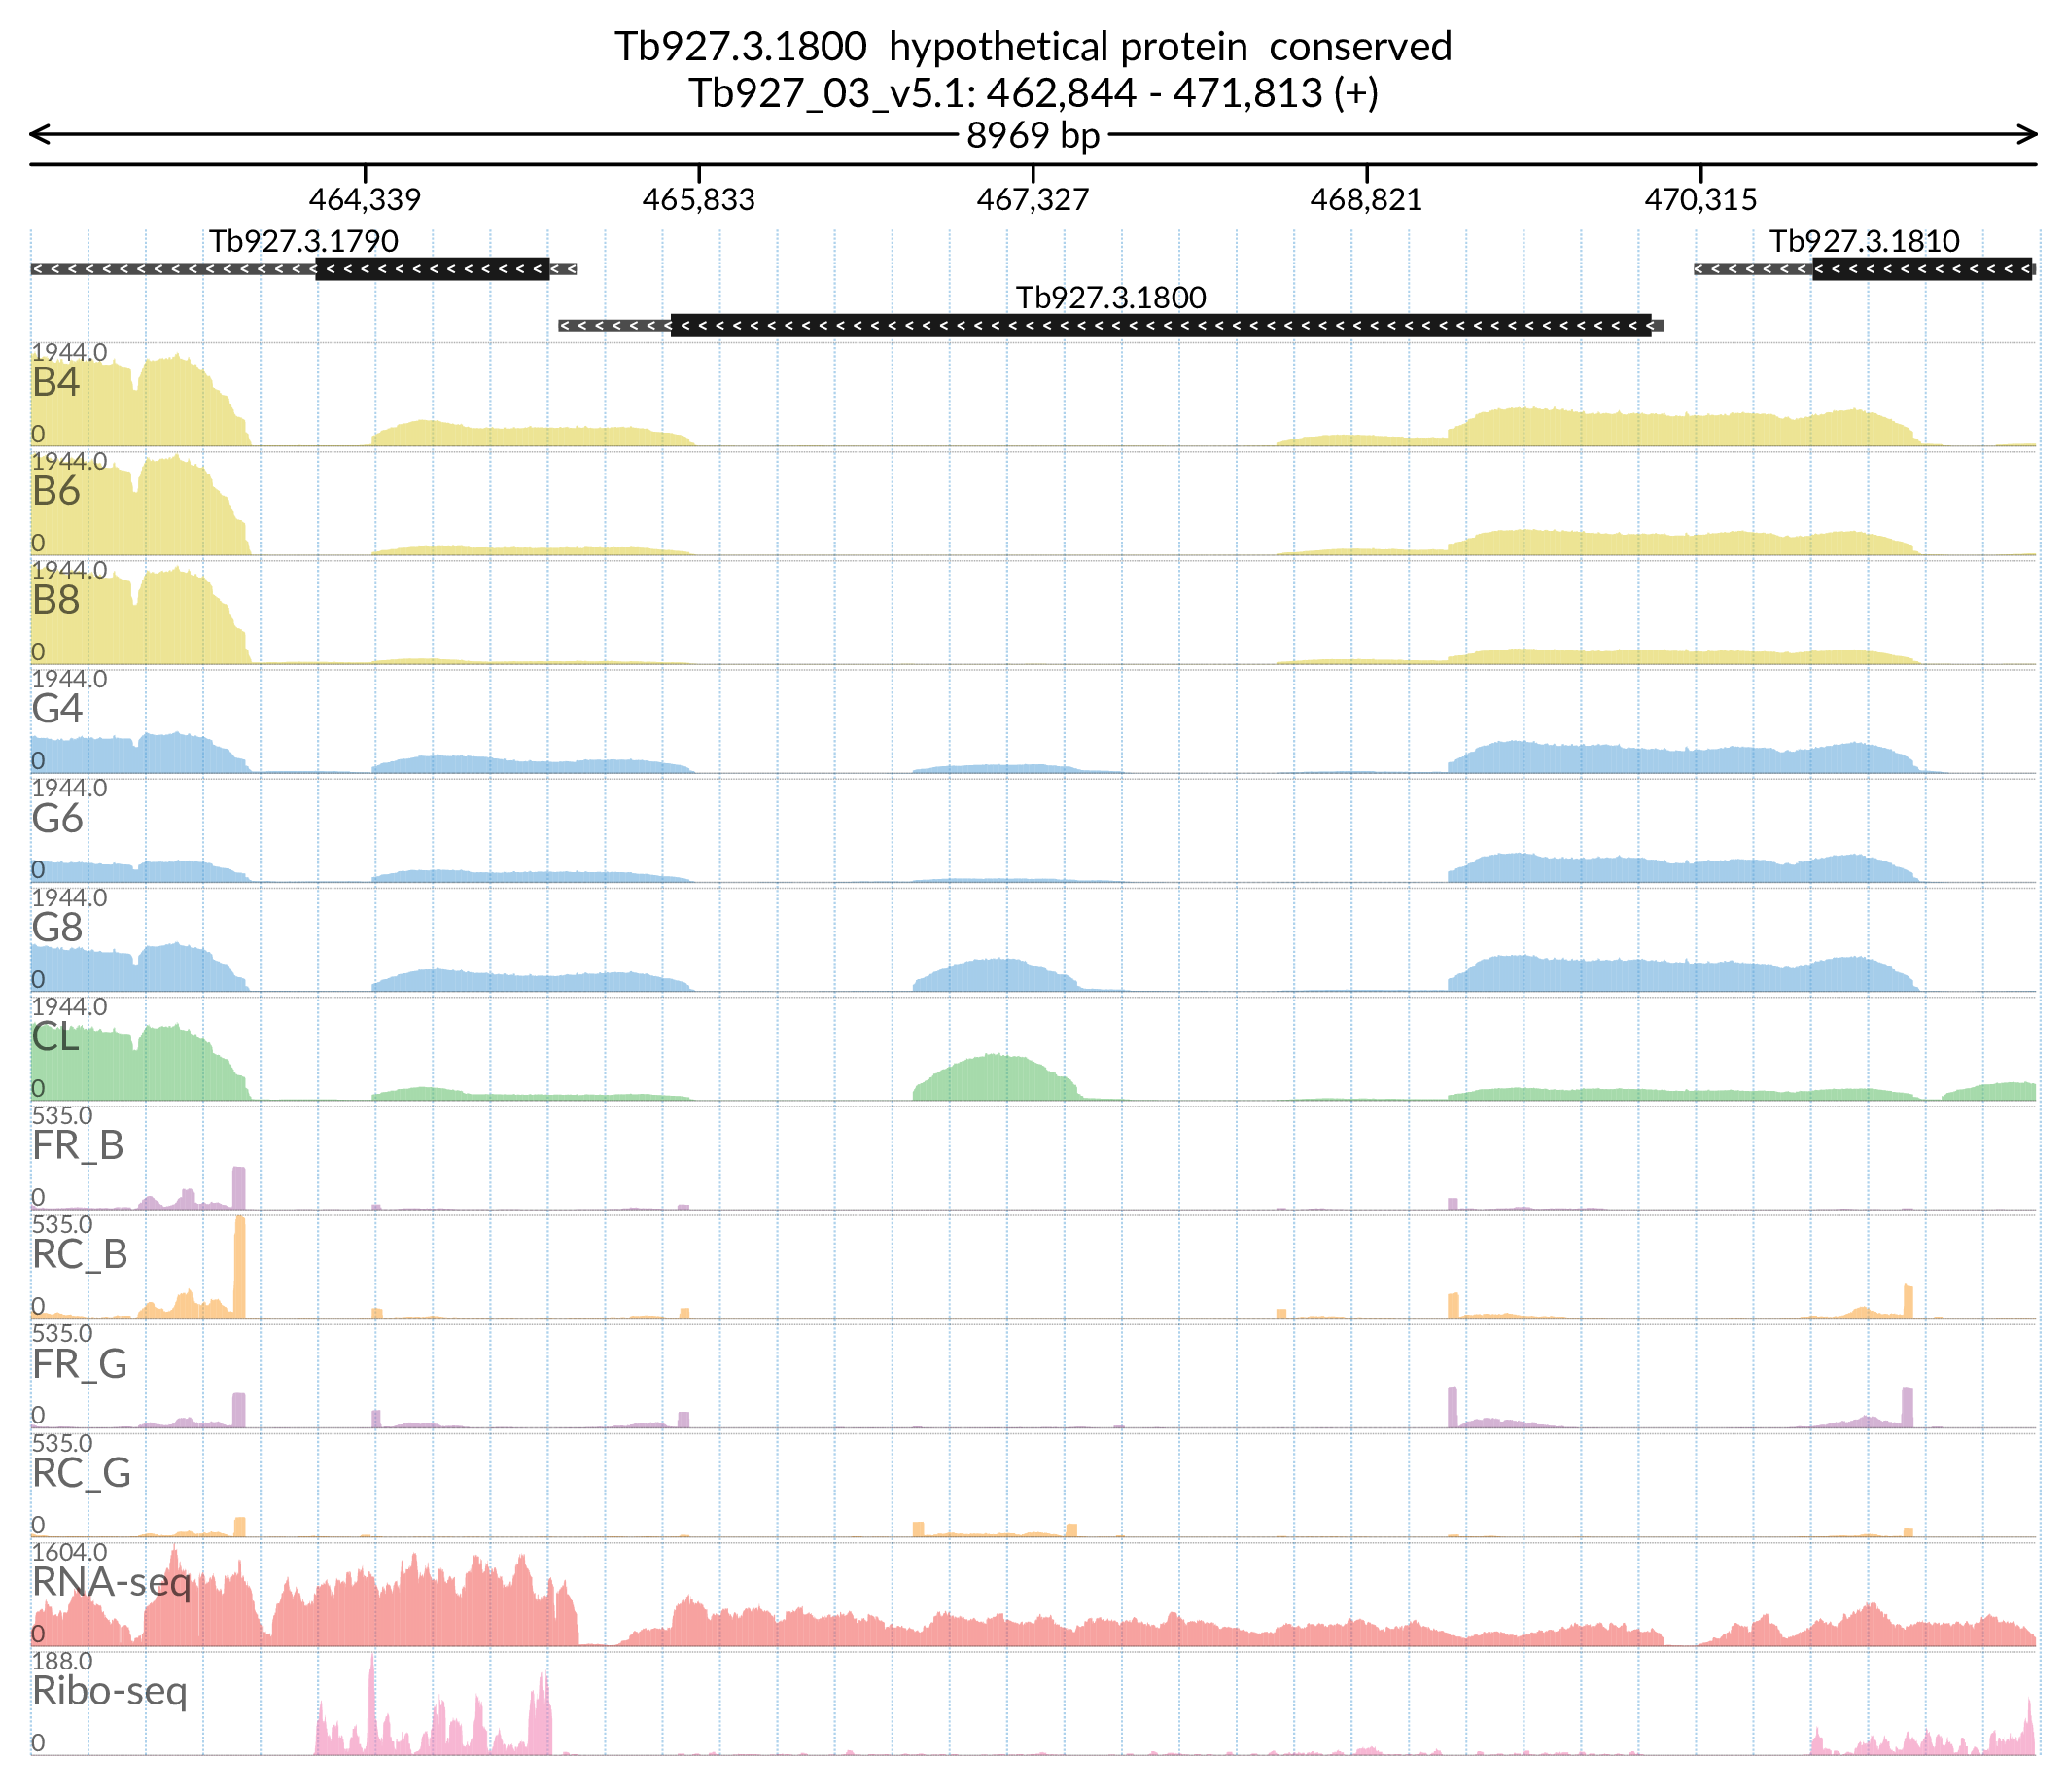 Tb927.3.1800  hypothetical protein  conserved
Tb927_03_v5.1: 462,844 - 471,813 (+)
8969 bp
464,339 465,833 467,327 468,821 470,315
Tb927.3.1790 Tb927.3.1810
Tb927.3.1800
1944.0
B4
0
1944.0
B6
0
1944.0
B8
0
1944.0
G4
0
1944.0
G6
0
1944.0
G8
0
1944.0
CL
0
535.0
FR_B
0
535.0
RC_B
0
535.0
FR_G
0
535.0
RC_G
0
1604.0
RNA-seq
0
188.0
Ribo-seq
0